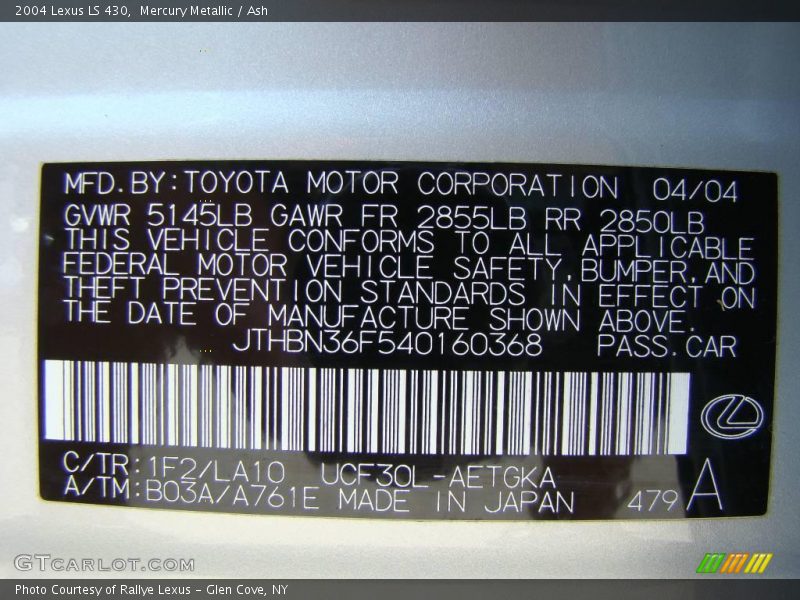 2004 Lexus LS 430,  Mercury Metallic / Ash
MFD.BY:TOYOTA MOTOR CORPORATION 04/04
GVWR 5145LB GAWR FR 2855LB RR 2850LB
THIS VEHICLE CONFORMS TO ALL APPLICABLE
FEDERAL MOTOR VEHICLE SAFETY,BUMPER,AND
THEFT PREVENTION STANDARDS IN EFFECT ON
THE DATE OF MANUFACTURE SHOWN ABOVE.
JTHBN36F540160368 PASS.CAR
C/TR:1F2/LA10 UCF30L-AETGKA
A/TM:B03A/A761E MADE IN JAPAN 479 A
GTCARLOT.COM
Photo Courtesy of Rallye Lexus - Glen Cove, NY